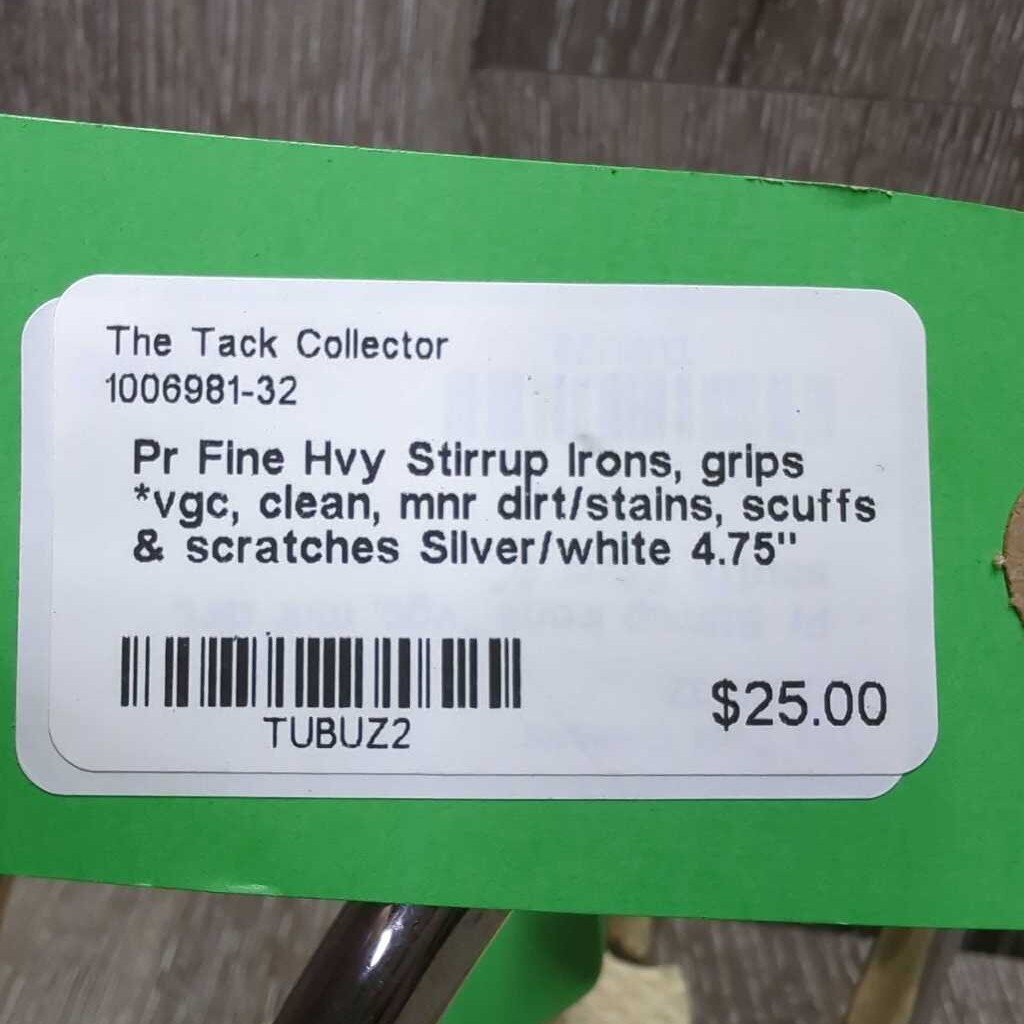 The Tack Collector
1006981-32
Pr Fine Hvy Stirrup Irons, grips
*vgc, clean, mnr dirt/stains, scuffs
& scratches Silver/white 4.75"
TUBUZ2
$25.00